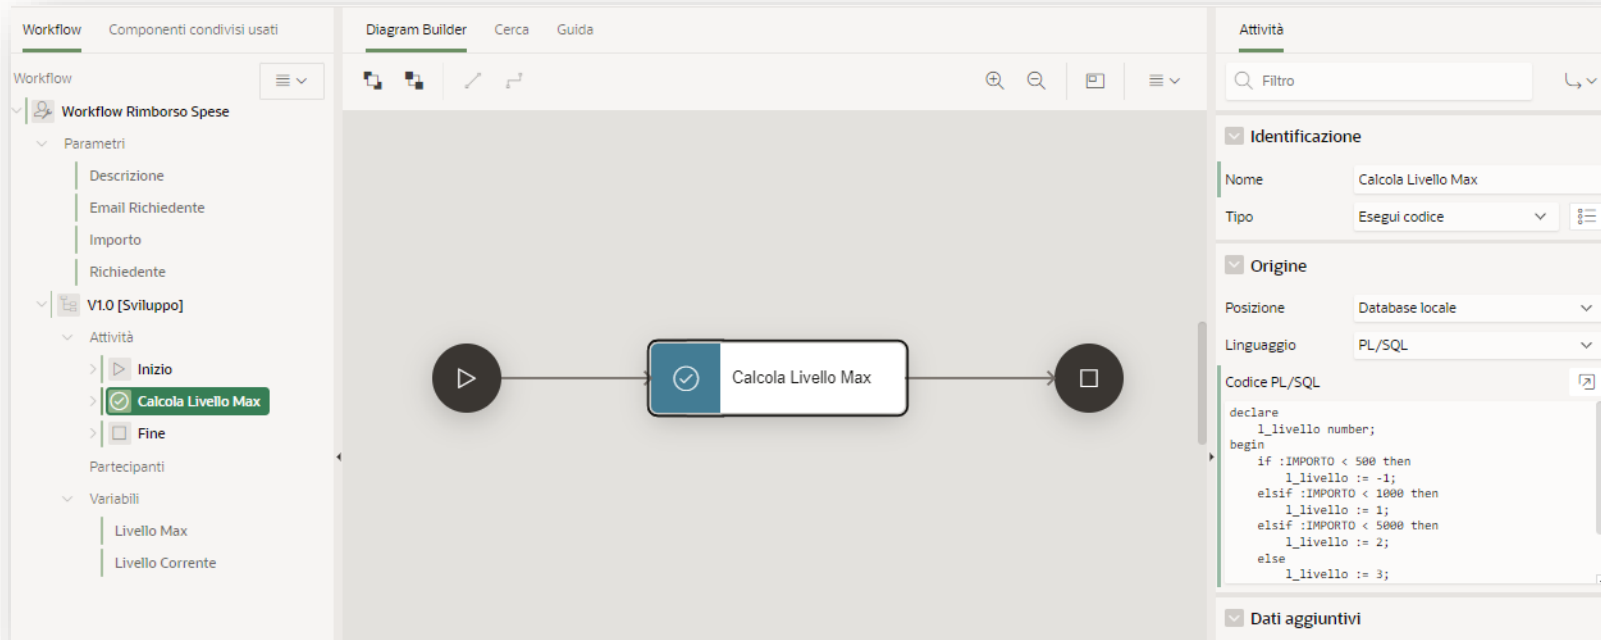 Workflow
Componenti condivisi usati
Workflow
Workflow Rimborso Spese
Parametri
Descrizione
Email Richiedente
Importo
Richiedente
V1.0 [Sviluppo]
Attività
Inizio
Calcola Livello Max
Fine
Partecipanti
Variabili
Livello Max
Livello Corrente
Diagram Builder
Cerca
Guida
Calcola Livello Max
Attività
Filtro
Identificazione
Nome
Calcola Livello Max
Tipo
Esegui codice
Origine
Posizione
Database locale
Linguaggio
PL/SQL
Codice PL/SQL
declare
l_livello number;
begin
if :IMPORTO < 500 then
l_livello := -1;
elsif :IMPORTO < 1000 then
l_livello := 1;
elsif :IMPORTO < 5000 then
l_livello := 2;
else
l_livello := 3;
Dati aggiuntivi